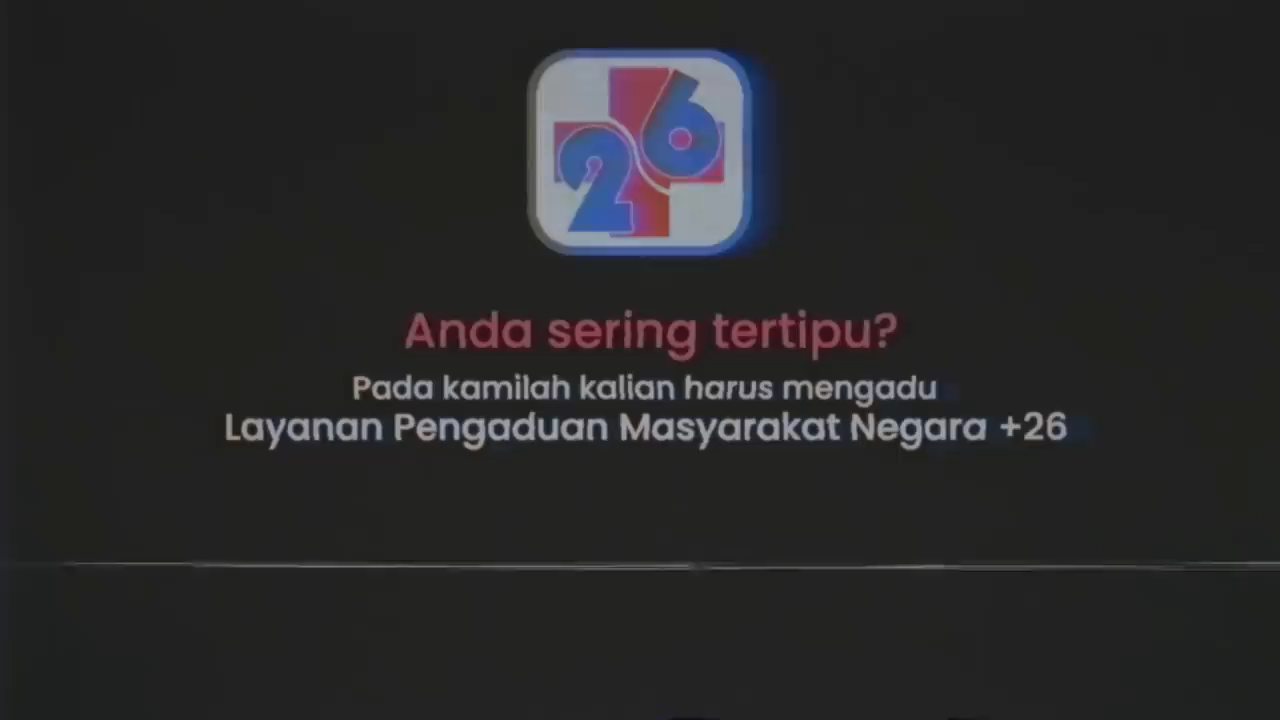 26
Anda sering tertipu?
Pada kamilah kalian harus mengadu
Layanan Pengaduan Masyarakat Negara +26